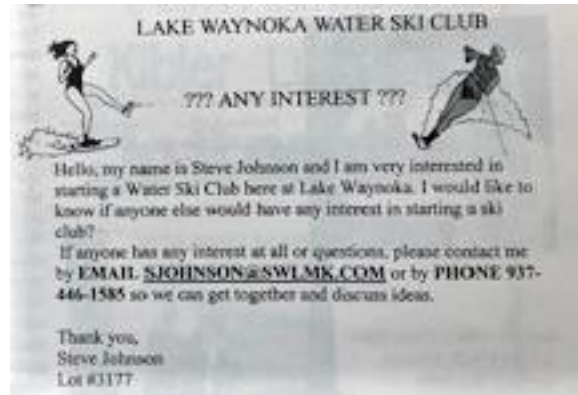 LAKE WAYNOKA WATER SKI CLUB
??? ANY INTEREST ???
Hello, my name is Steve Johnson and I am very interested in
starting a Water Ski Club here at Lake Waynoka. I would like to
know if anyone else would have any interest in starting a ski
club?
If anyone has any interest at all or questions, please contact me
by EMAIL SJOHNSON@SWLMK.COM or by PHONE 937-
446-1585 so we can get together and discuss ideas.
Thank you,
Steve Johnson
Lot #3177